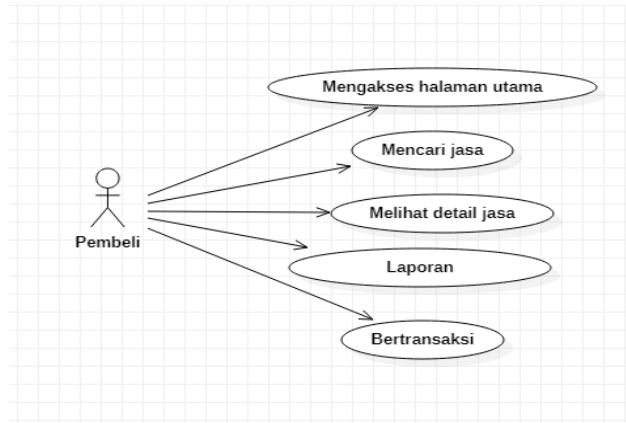 Mengakses halaman utama
Mencari jasa
Melihat detail jasa
Pembeli
Laporan
Bertransaksi